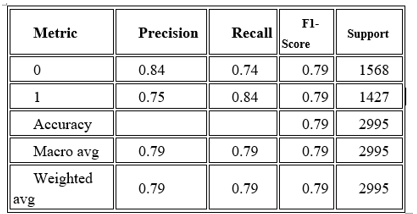 Metric Precision Recall F1-
Score Support
0 0.84 0.74 0.79 1568
1 0.75 0.84 0.79 1427
Accuracy 0.79 2995
Macro avg 0.79 0.79 0.79 2995
Weighted
avg 0.79 0.79 0.79 2995